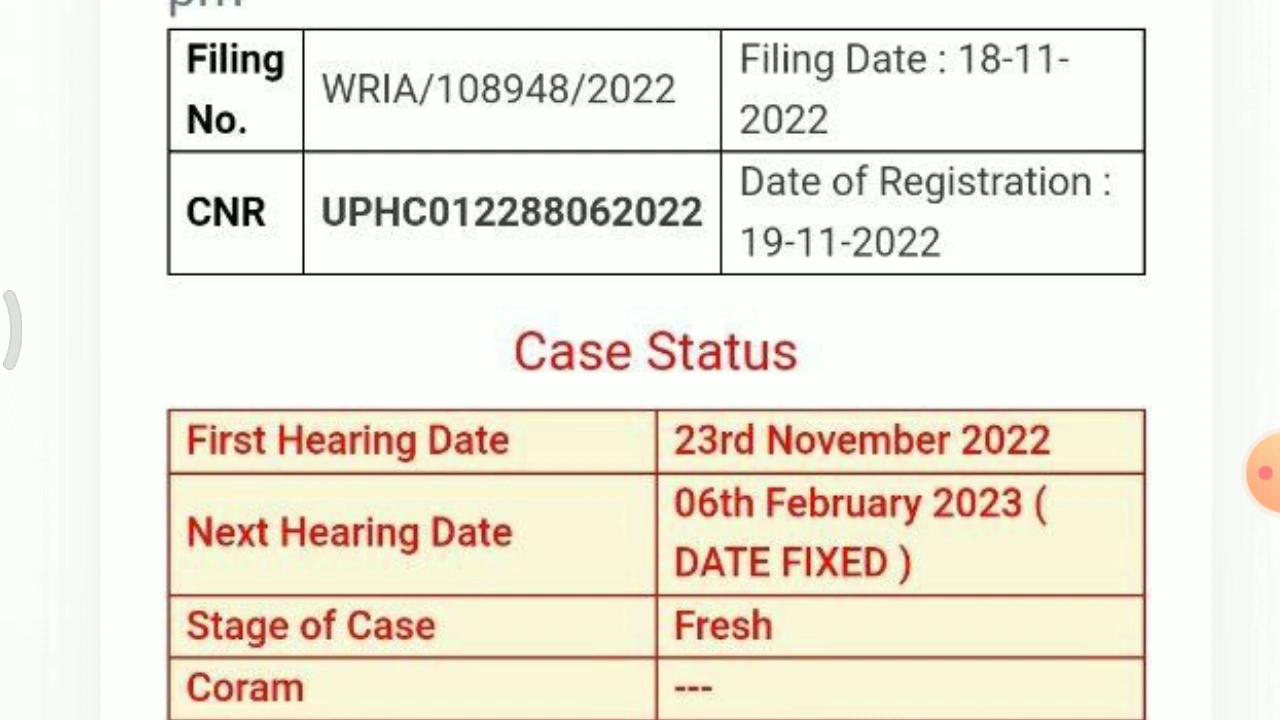 pm
Filing
No.
WRIA/108948/2022
Filing Date : 18-11-
2022
CNR
UPHC012288062022
Date of Registration :
19-11-2022
Case Status
First Hearing Date
23rd November 2022
Next Hearing Date
06th February 2023 (
DATE FIXED )
Stage of Case
Fresh
Coram
---